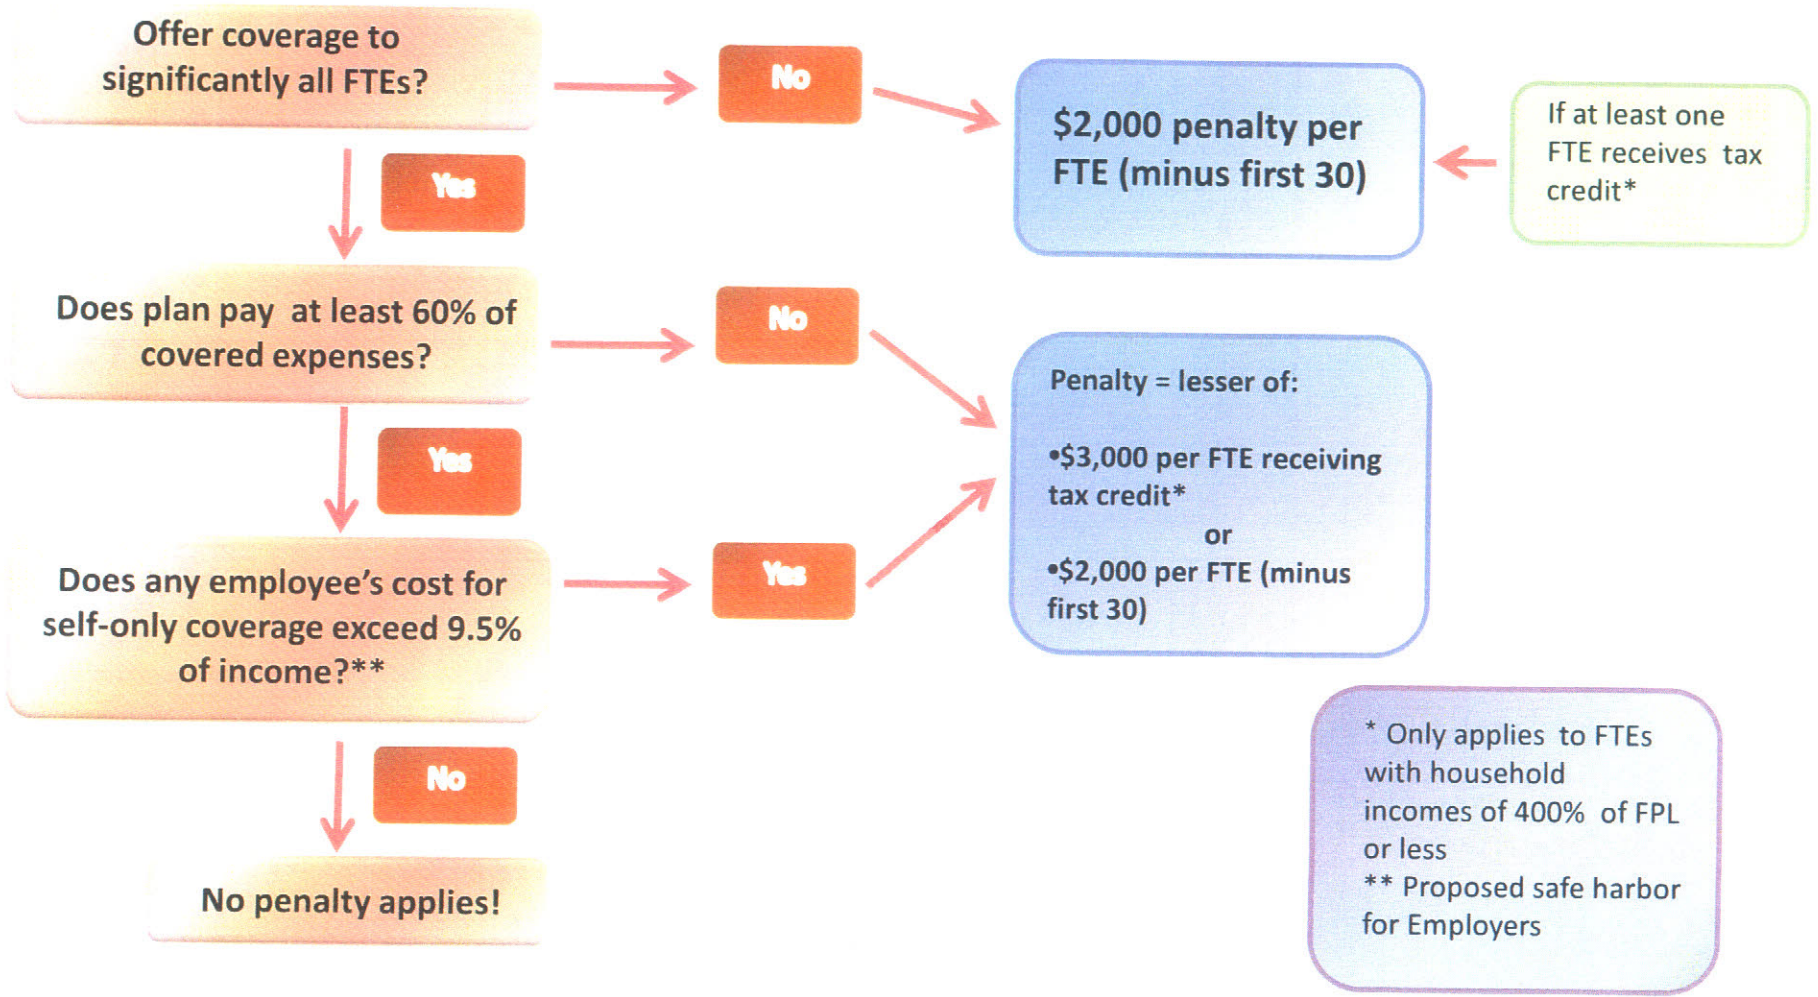 Offer coverage to
significantly all FTEs?
No
$2,000 penalty per
FTE (minus first 30)
If at least one
FTE receives tax
credit*
Yes
Does plan pay at least 60% of
covered expenses?
No
Penalty = lesser of:
•$3,000 per FTE receiving
tax credit*
or
•$2,000 per FTE (minus
first 30)
Yes
Does any employee's cost for
self-only coverage exceed 9.5%
of income?**
Yes
No
No penalty applies!
* Only applies to FTEs
with household
incomes of 400% of FPL
or less
** Proposed safe harbor
for Employers